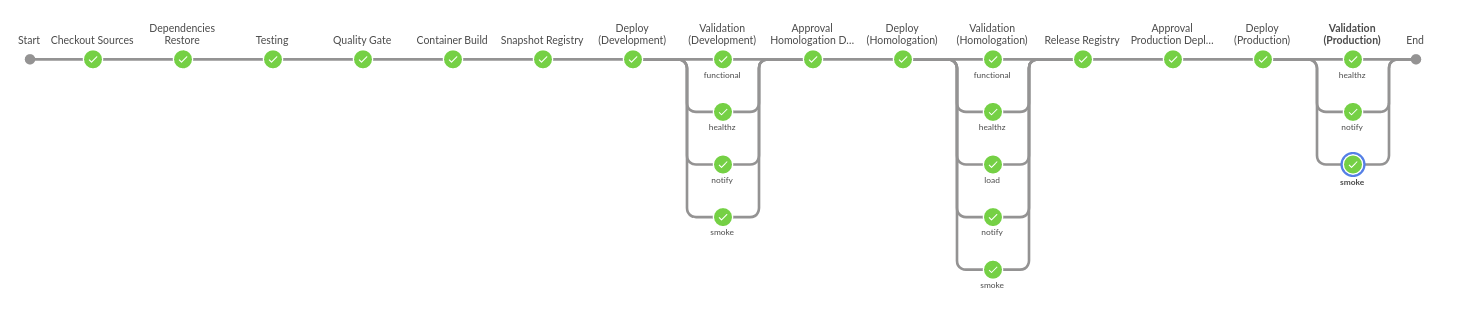 Start
Checkout Sources
Dependencies
Restore
Testing
Quality Gate
Container Build
Snapshot Registry
Deploy
(Development)
Validation
(Development)
Approval
Homologation D...
Deploy
(Homologation)
Validation
(Homologation)
Release Registry
Approval
Production Depl...
Deploy
(Production)
Validation
(Production)
End
functional
healthz
notify
smoke
functional
healthz
load
notify
smoke
healthz
notify
smoke